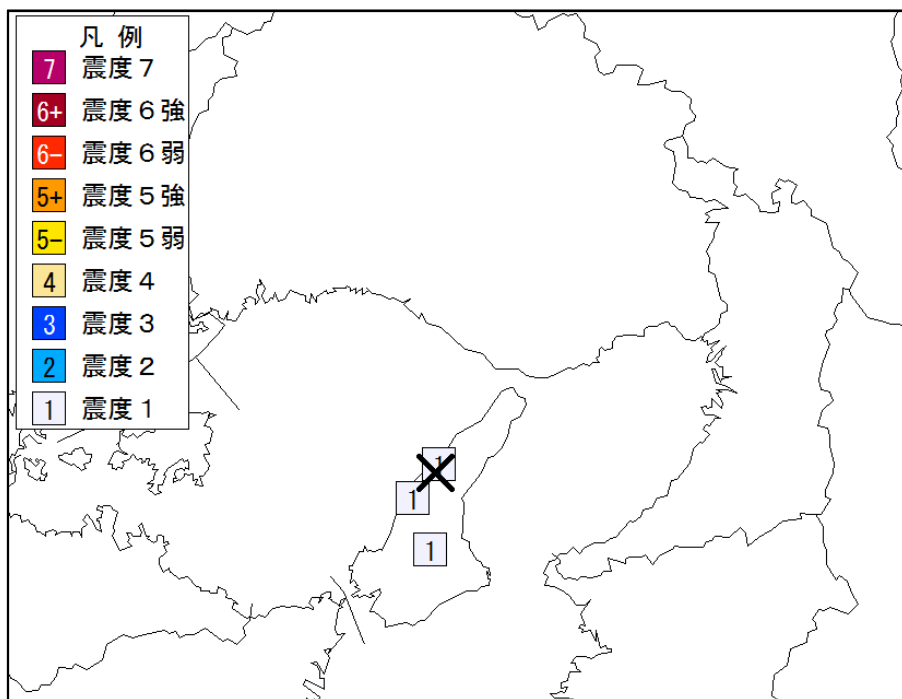 凡 例
7 震度７
6+ 震度６強
6- 震度６弱
5+ 震度５強
5- 震度５弱
4 震度４
3 震度３
2 震度２
1 震度１
1
1
1